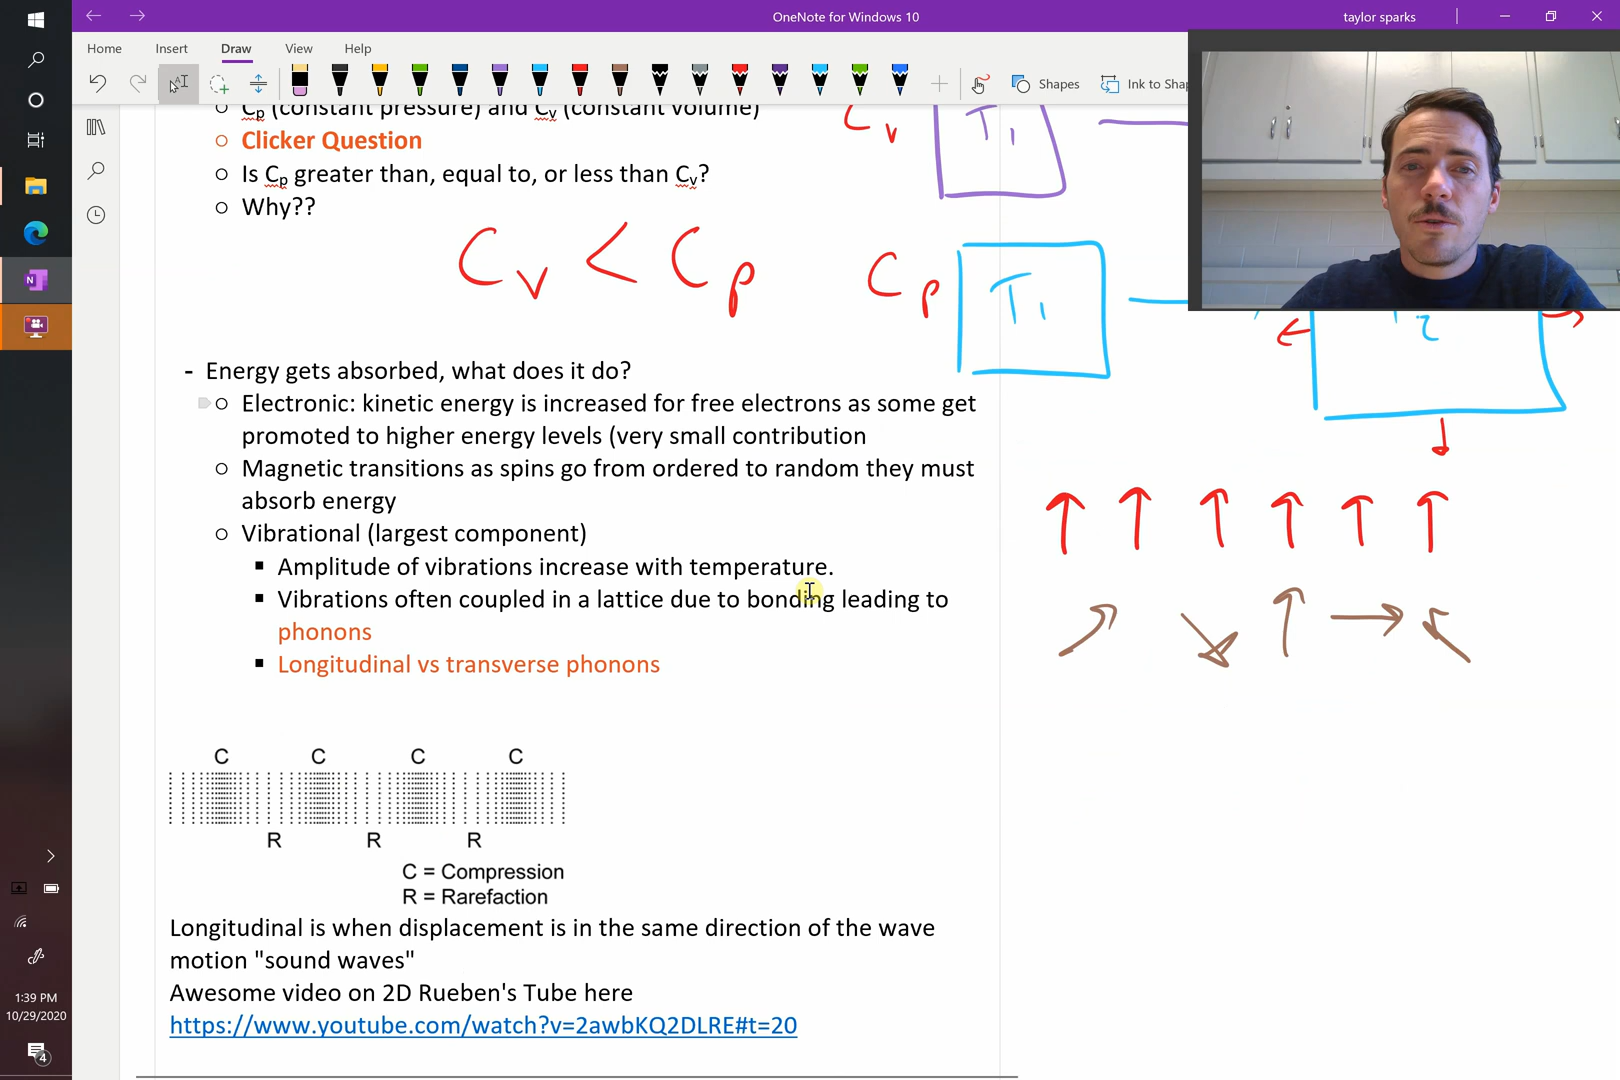 OneNote for Windows 10
taylor sparks
Home Insert Draw View Help
Shapes
Ink to Shap
Cp (constant pressure) and Cv (constant volume)
Clicker Question
Is Cp greater than, equal to, or less than Cv?
Why??
Cv T1
Cv < Cp
Cp T1
2
- Energy gets absorbed, what does it do?
Electronic: kinetic energy is increased for free electrons as some get
promoted to higher energy levels (very small contribution
Magnetic transitions as spins go from ordered to random they must
absorb energy
Vibrational (largest component)
Amplitude of vibrations increase with temperature.
Vibrations often coupled in a lattice due to bonding leading to
phonons
Longitudinal vs transverse phonons
C C C C
R R R
C = Compression
R = Rarefaction
Longitudinal is when displacement is in the same direction of the wave
motion "sound waves"
Awesome video on 2D Rueben's Tube here
https://www.youtube.com/watch?v=2awbKQ2DLRE#t=20
1:39 PM
10/29/2020
4